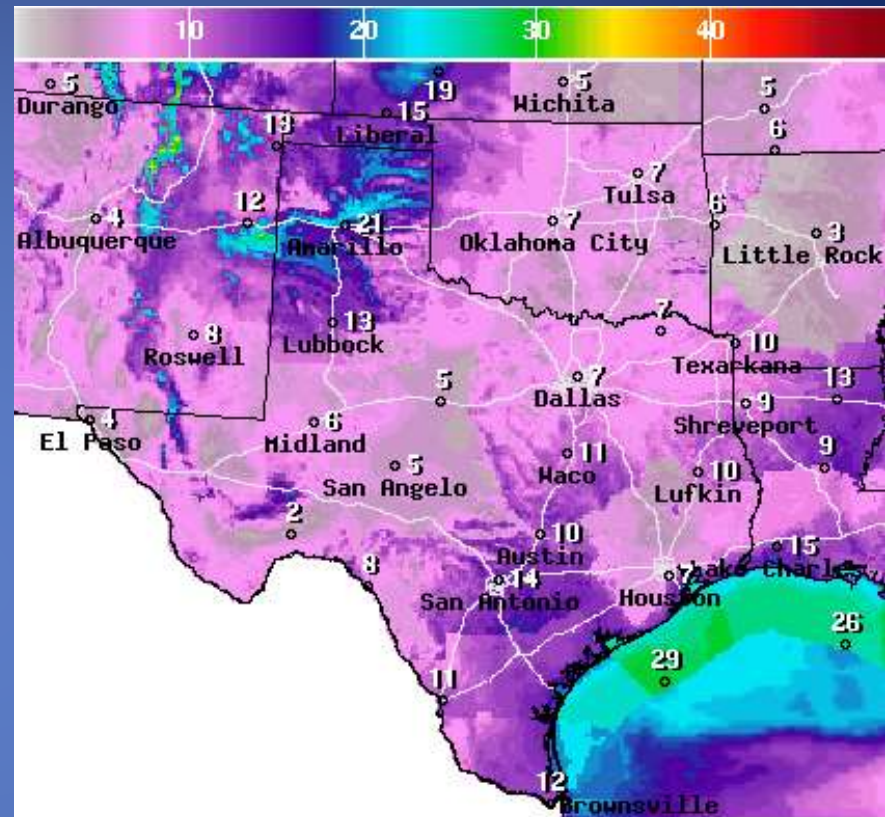 10 20 30 40
5 19 5 5
Durango Wichita
15
Liberal
13 6
7
Tulsa
12 6
4 21 7 3
Albuquerque Amarillo Oklahoma City Little Rock
13 7
8 10
Roswell Lubbock Texarkana
7
5 Dallas 13
9
4 6 Shreveport
El Paso Midland
11 9
5 Waco 10
San Angelo Lufkin
2 10
Austin 15
8 14 7 Lake Charles
San Antonio Houston
26
11 29
12
Brownsville